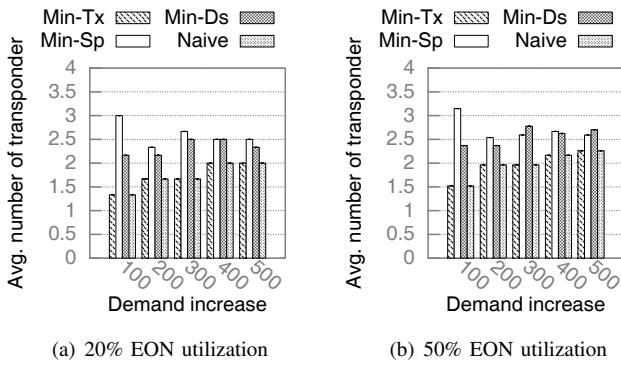 Min-Tx Min-Ds
Min-Sp Naive
Avg. number of transponder
4
3.5
3
2.5
2
1.5
1
0.5
0
100 200 300 400 500
Demand increase
(a) 20% EON utilization
Min-Tx Min-Ds
Min-Sp Naive
Avg. number of transponder
4
3.5
3
2.5
2
1.5
1
0.5
0
100 200 300 400 500
Demand increase
(b) 50% EON utilization